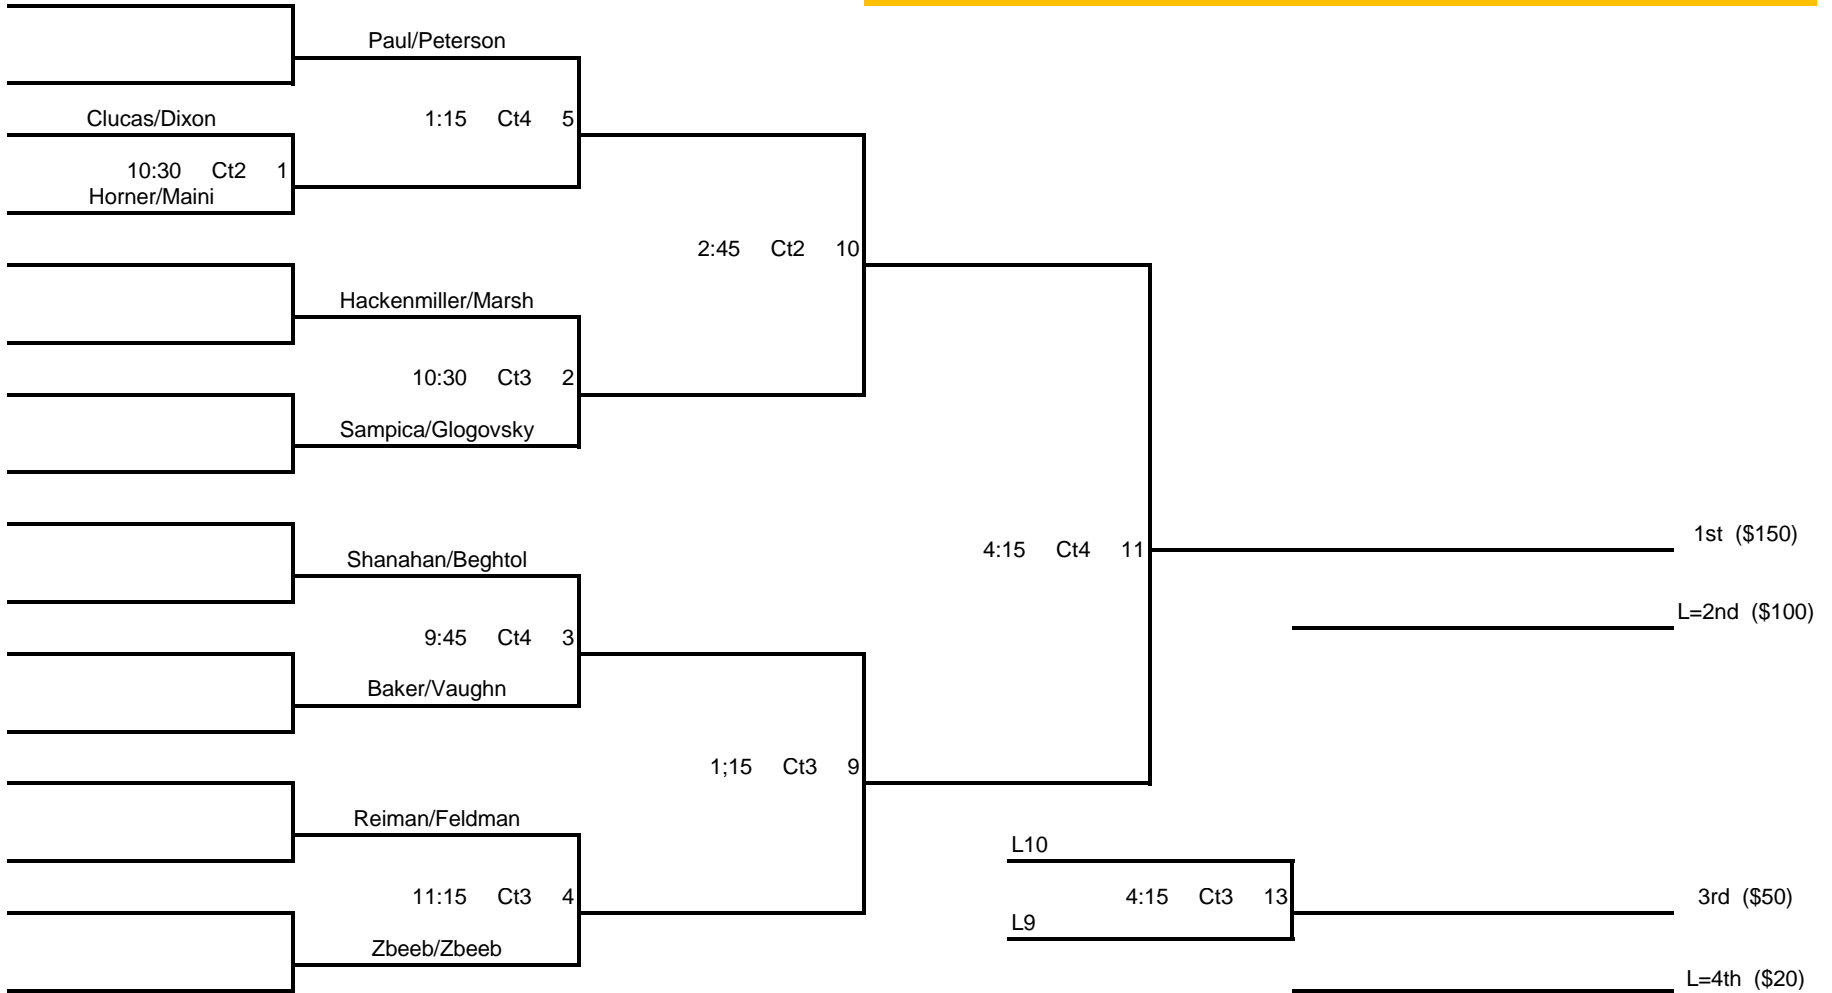 Paul/Peterson
Clucas/Dixon
1:15 Ct4 5
10:30 Ct2 1
Horner/Maini
2:45 Ct2 10
Hackenmiller/Marsh
10:30 Ct3 2
Sampica/Glogovsky
1st ($150)
4:15 Ct4 11
Shanahan/Beghtol
L=2nd ($100)
9:45 Ct4 3
Baker/Vaughn
1;15 Ct3 9
Reiman/Feldman
L10
11:15 Ct3 4
4:15 Ct3 13
3rd ($50)
L9
Zbeeb/Zbeeb
L=4th ($20)